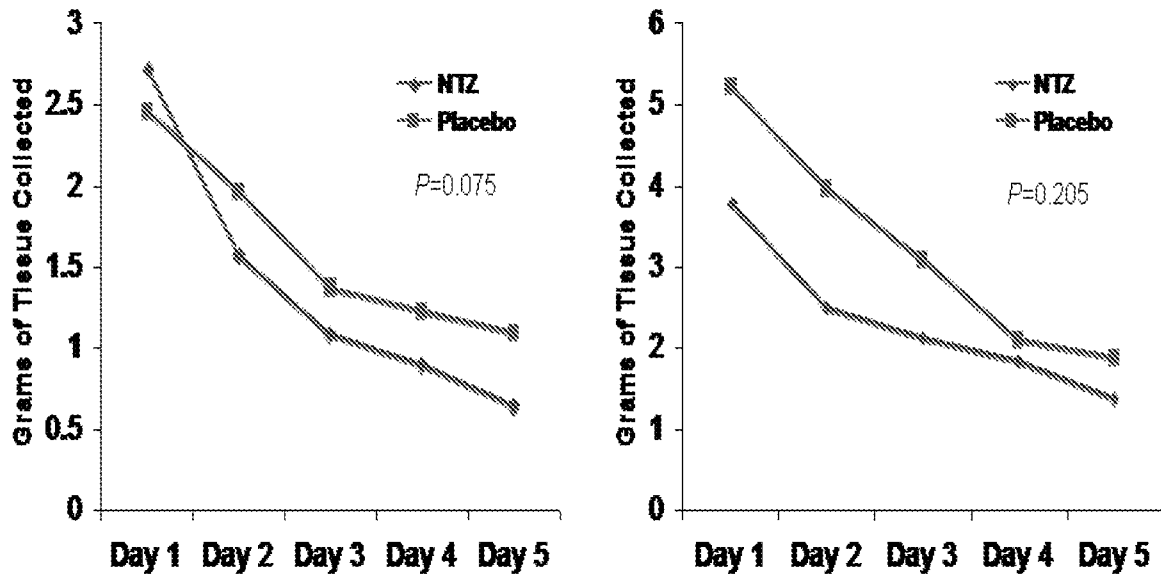 Grams of Tissue Collected
3
2.5
2
1.5
1
0.5
0
NTZ
Placebo
P=0.075
Day 1 Day 2 Day 3 Day 4 Day 5
Grams of Tissue Collected
6
5
4
3
2
1
0
NTZ
Placebo
P=0.205
Day 1 Day 2 Day 3 Day 4 Day 5